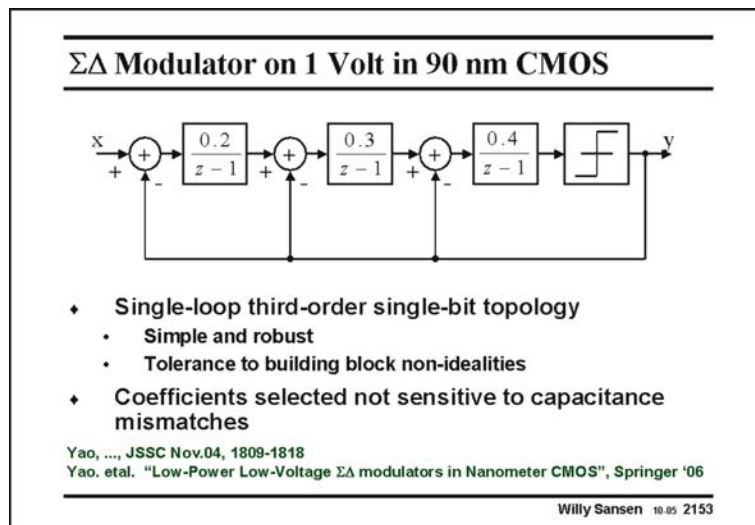 ΣΔ Modulator on 1 Volt in 90 nm CMOS
x + + - 0.2 / z − 1 + + - 0.3 / z − 1 + + - 0.4 / z − 1 y
♦ Single-loop third-order single-bit topology
• Simple and robust
• Tolerance to building block non-idealities
♦ Coefficients selected not sensitive to capacitance
mismatches
Yao, ..., JSSC Nov.04, 1809-1818
Yao. etal. "Low-Power Low-Voltage ΣΔ modulators in Nanometer CMOS", Springer '06
Willy Sansen 10-05 2153